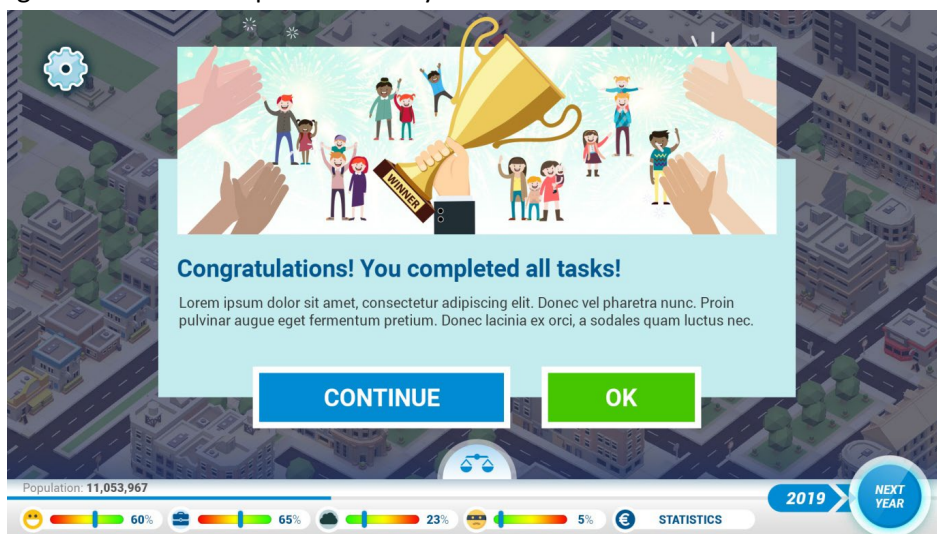 WINNER
Congratulations! You completed all tasks!
Lorem ipsum dolor sit amet, consectetur adipiscing elit. Donec vel pharetra nunc. Proin
pulvinar augue eget fermentum pretium. Donec lacinia ex orci, a sodales quam luctus nec.
CONTINUE
OK
Population: 11,053,967
2019
NEXT
YEAR
60% 65% 23% 5% € STATISTICS